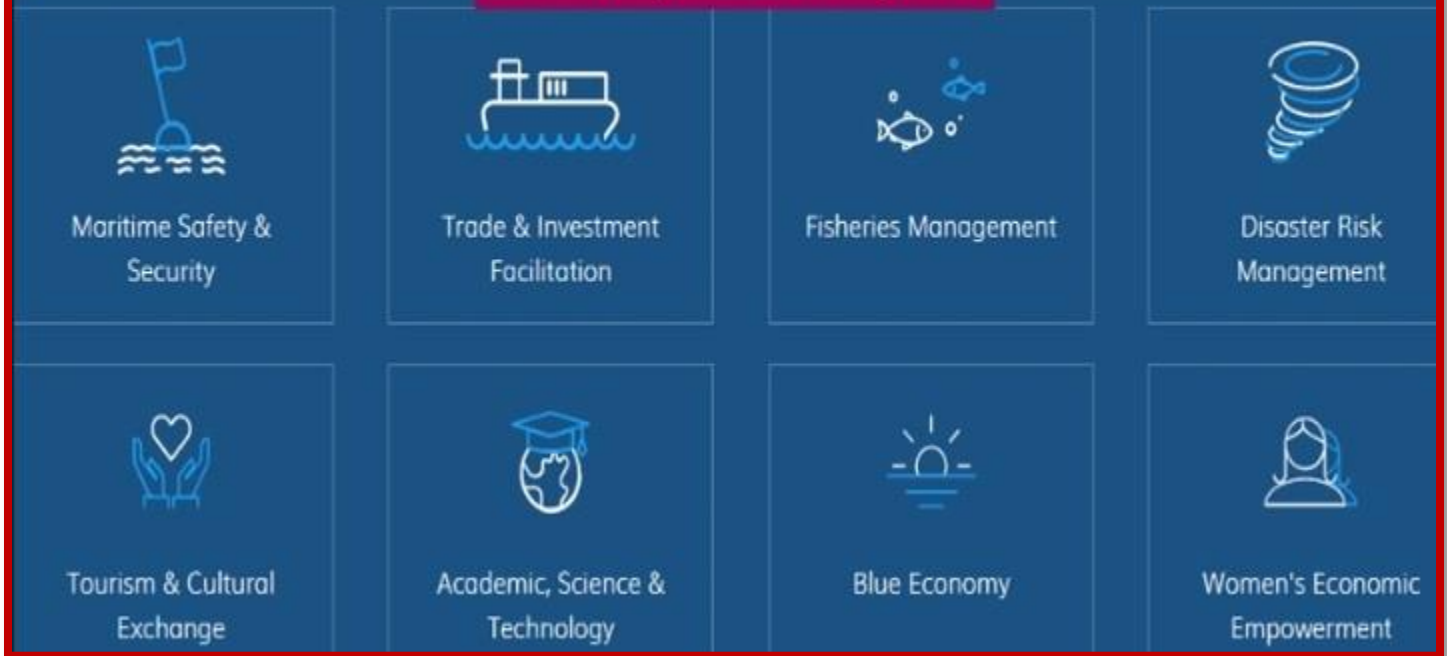 Maritime Safety &
Security
Trade & Investment
Facilitation
Fisheries Management
Disaster Risk
Management
Tourism & Cultural
Exchange
Academic, Science &
Technology
Blue Economy
Women's Economic
Empowerment